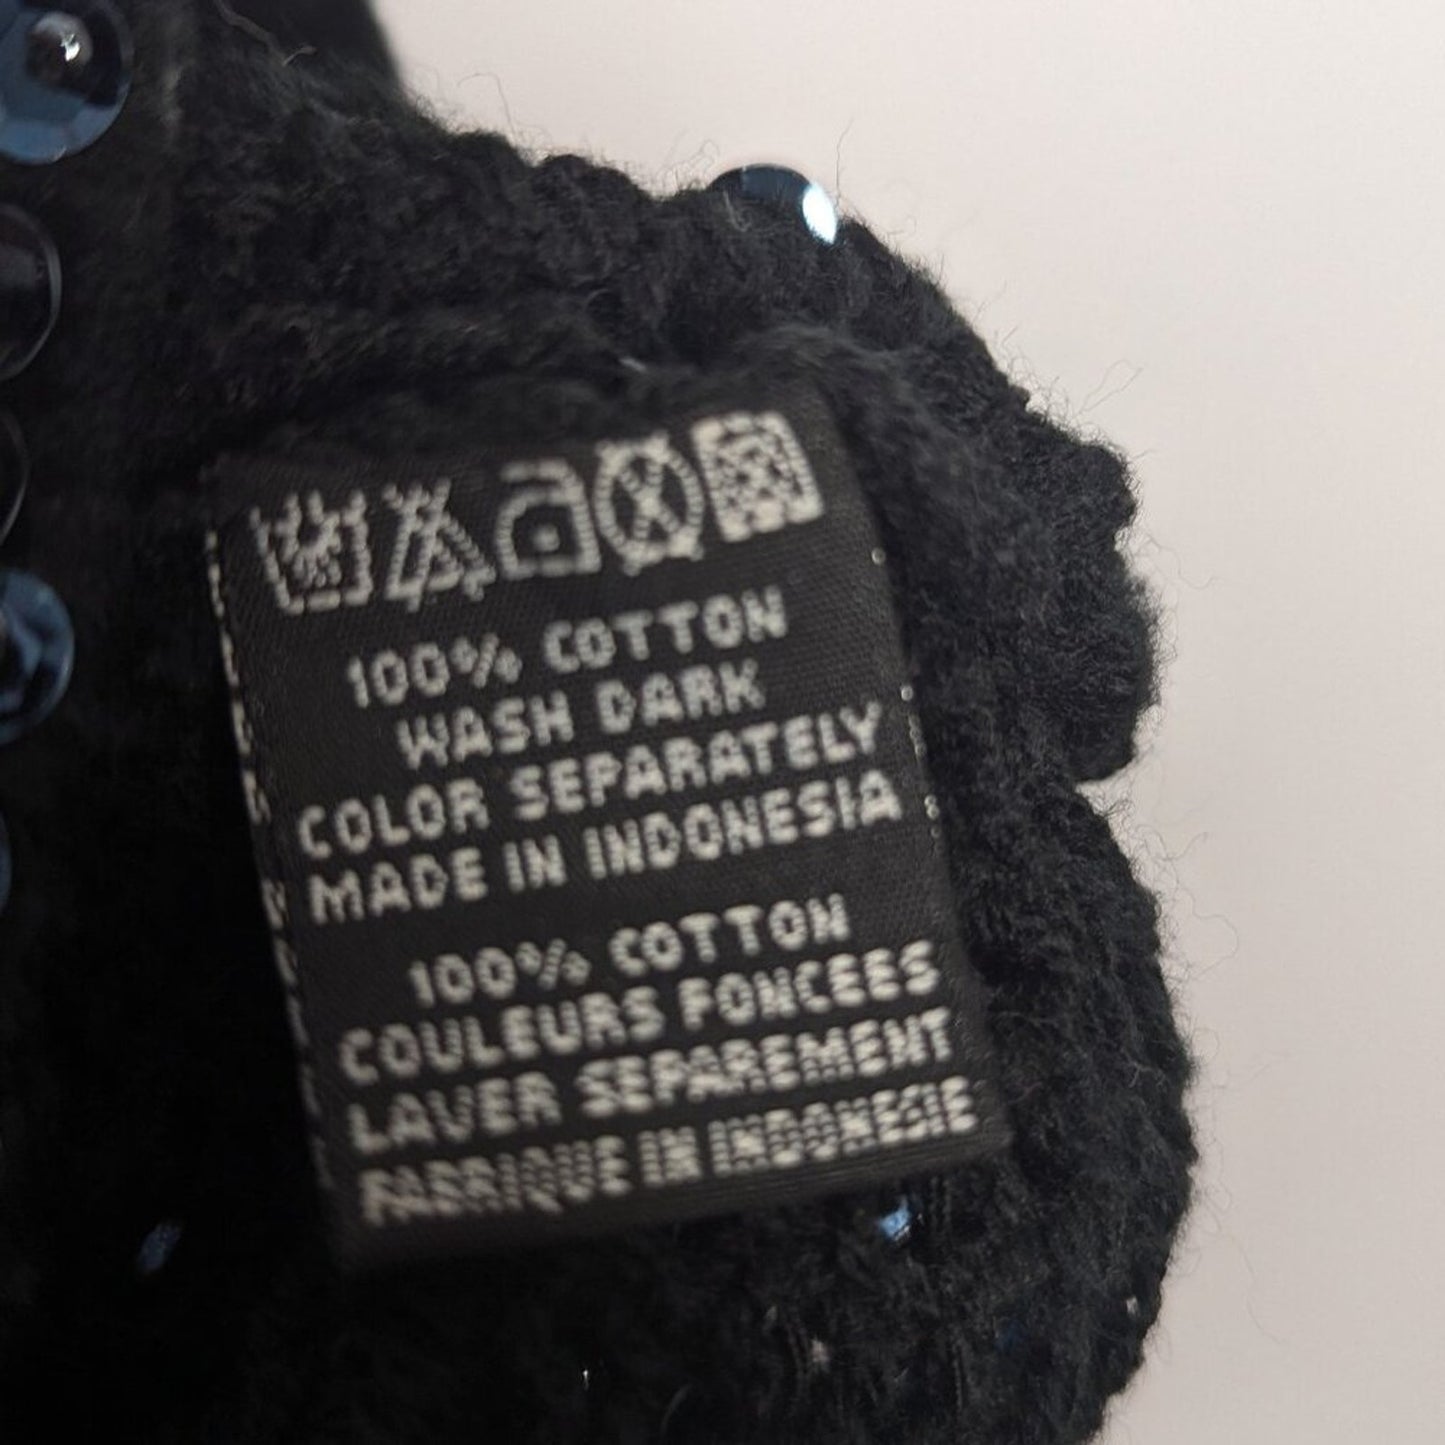 100% COTTON
WASH DARK
COLOR SEPARATELY
MADE IN INDONESIA
100% COTTON
COULEURS FONCEES
LAVER SEPAREMENT
FABRIQUE IN INDONESIE